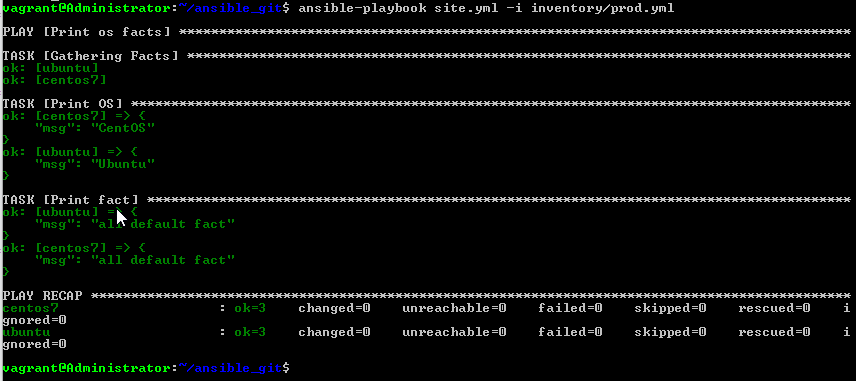 vagrant@Administrator:~/ansible_git$ ansible-playbook site.yml -i inventory/prod.yml
PLAY [Print os facts] ************************************************************************************
TASK [Gathering Facts] ***********************************************************************************
ok: [ubuntu]
ok: [centos7]
TASK [Print OS] ******************************************************************************************
ok: [centos7] => {
    "msg": "CentOS"
}
ok: [ubuntu] => {
    "msg": "Ubuntu"
}
TASK [Print fact] ****************************************************************************************
ok: [ubuntu] => {
    "msg": "all default fact"
}
ok: [centos7] => {
    "msg": "all default fact"
}
PLAY RECAP ***********************************************************************************************
centos7                    : ok=3    changed=0    unreachable=0    failed=0    skipped=0    rescued=0    i
gnored=0
ubuntu                     : ok=3    changed=0    unreachable=0    failed=0    skipped=0    rescued=0    i
gnored=0
vagrant@Administrator:~/ansible_git$